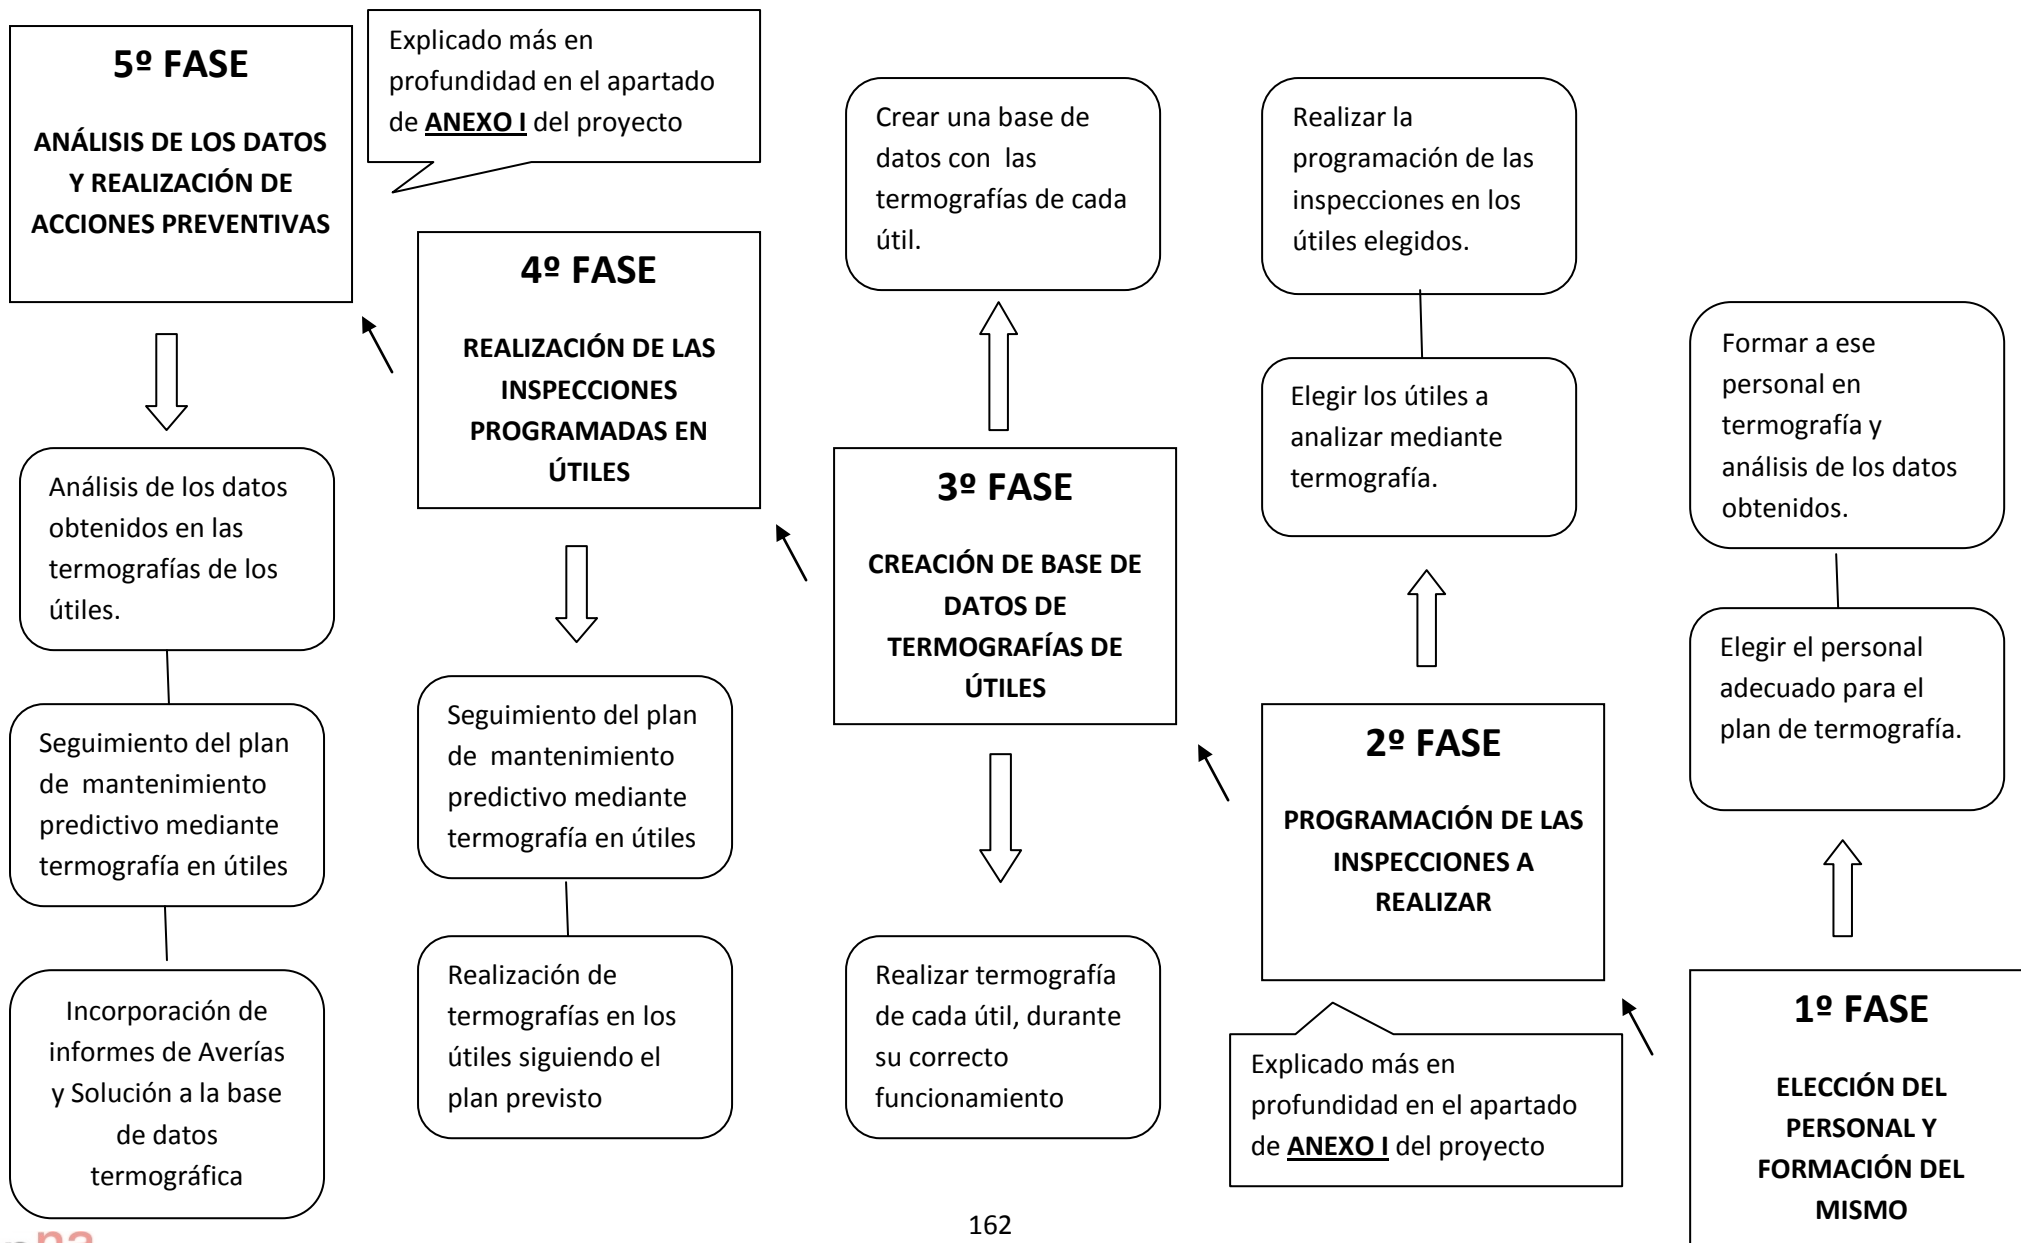 5º FASE
ANÁLISIS DE LOS DATOS
Y REALIZACIÓN DE
ACCIONES PREVENTIVAS
Explicado más en
profundidad en el apartado
de ANEXO I del proyecto
4º FASE
REALIZACIÓN DE LAS
INSPECCIONES
PROGRAMADAS EN
ÚTILES
Crear una base de
datos con las
termografías de cada
útil.
Realizar la
programación de las
inspecciones en los
útiles elegidos.
Elegir los útiles a
analizar mediante
termografía.
Formar a ese
personal en
termografía y
análisis de los datos
obtenidos.
Análisis de los datos
obtenidos en las
termografías de los
útiles.
3º FASE
CREACIÓN DE BASE DE
DATOS DE
TERMOGRAFÍAS DE
ÚTILES
Elegir el personal
adecuado para el
plan de termografía.
Seguimiento del plan
de mantenimiento
predictivo mediante
termografía en útiles
Seguimiento del plan
de mantenimiento
predictivo mediante
termografía en útiles
2º FASE
PROGRAMACIÓN DE LAS
INSPECCIONES A
REALIZAR
Incorporación de
informes de Averías
y Solución a la base
de datos
termográfica
Realización de
termografías en los
útiles siguiendo el
plan previsto
Realizar termografía
de cada útil, durante
su correcto
funcionamiento
Explicado más en
profundidad en el apartado
de ANEXO I del proyecto
1º FASE
ELECCIÓN DEL
PERSONAL Y
FORMACIÓN DEL
MISMO
162